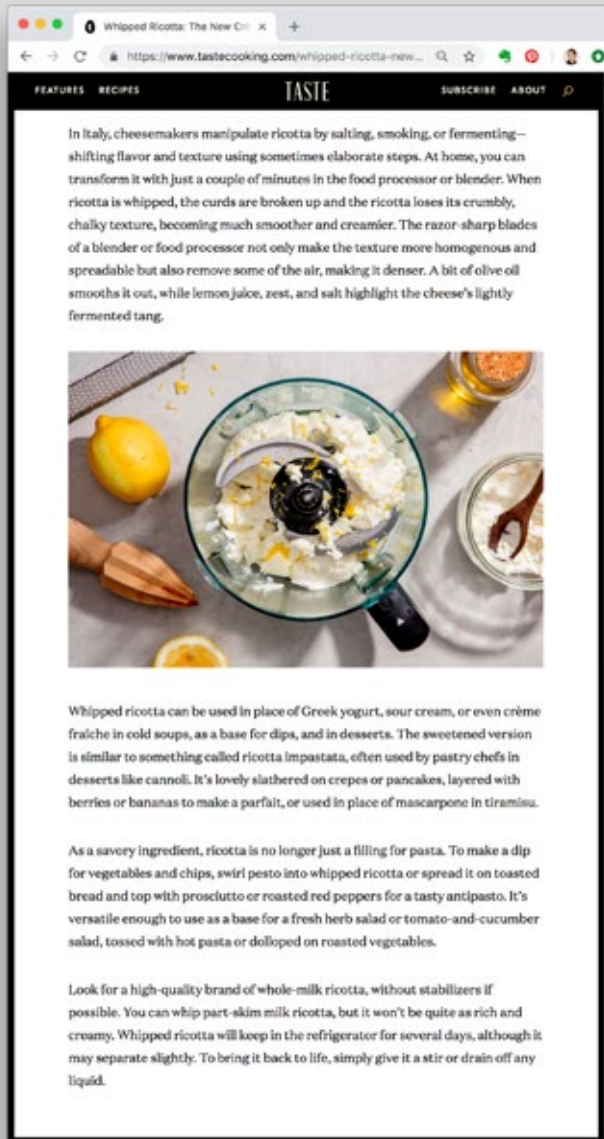 Whipped Ricotta: The New Cr
https://www.tastecooking.com/whipped-ricotta-new...
FEATURES RECIPES TASTE SUBSCRIBE ABOUT
In Italy, cheesemakers manipulate ricotta by salting, smoking, or fermenting—
shifting flavor and texture using sometimes elaborate steps. At home, you can
transform it with just a couple of minutes in the food processor or blender. When
ricotta is whipped, the curds are broken up and the ricotta loses its crumbly,
chalky texture, becoming much smoother and creamier. The razor-sharp blades
of a blender or food processor not only make the texture more homogenous and
spreadable but also remove some of the air, making it denser. A bit of olive oil
smooths it out, while lemon juice, zest, and salt highlight the cheese's lightly
fermented tang.
Whipped ricotta can be used in place of Greek yogurt, sour cream, or even crème
fraîche in cold soups, as a base for dips, and in desserts. The sweetened version
is similar to something called ricotta impastata, often used by pastry chefs in
desserts like cannoli. It's lovely slathered on crepes or pancakes, layered with
berries or bananas to make a parfait, or used in place of mascarpone in tiramisu.
As a savory ingredient, ricotta is no longer just a filling for pasta. To make a dip
for vegetables and chips, swirl pesto into whipped ricotta or spread it on toasted
bread and top with prosciutto or roasted red peppers for a tasty antipasto. It's
versatile enough to use as a base for a fresh herb salad or tomato-and-cucumber
salad, tossed with hot pasta or dolloped on roasted vegetables.
Look for a high-quality brand of whole-milk ricotta, without stabilizers if
possible. You can whip part-skim milk ricotta, but it won't be quite as rich and
creamy. Whipped ricotta will keep in the refrigerator for several days, although it
may separate slightly. To bring it back to life, simply give it a stir or drain off any
liquid.